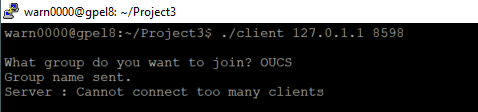 warn0000@gpel8: ~/Project3
warn0000@gpel8:~/Project3$ ./client 127.0.1.1 8598
What group do you want to join? OUCS
Group name sent.
Server : Cannot connect too many clients